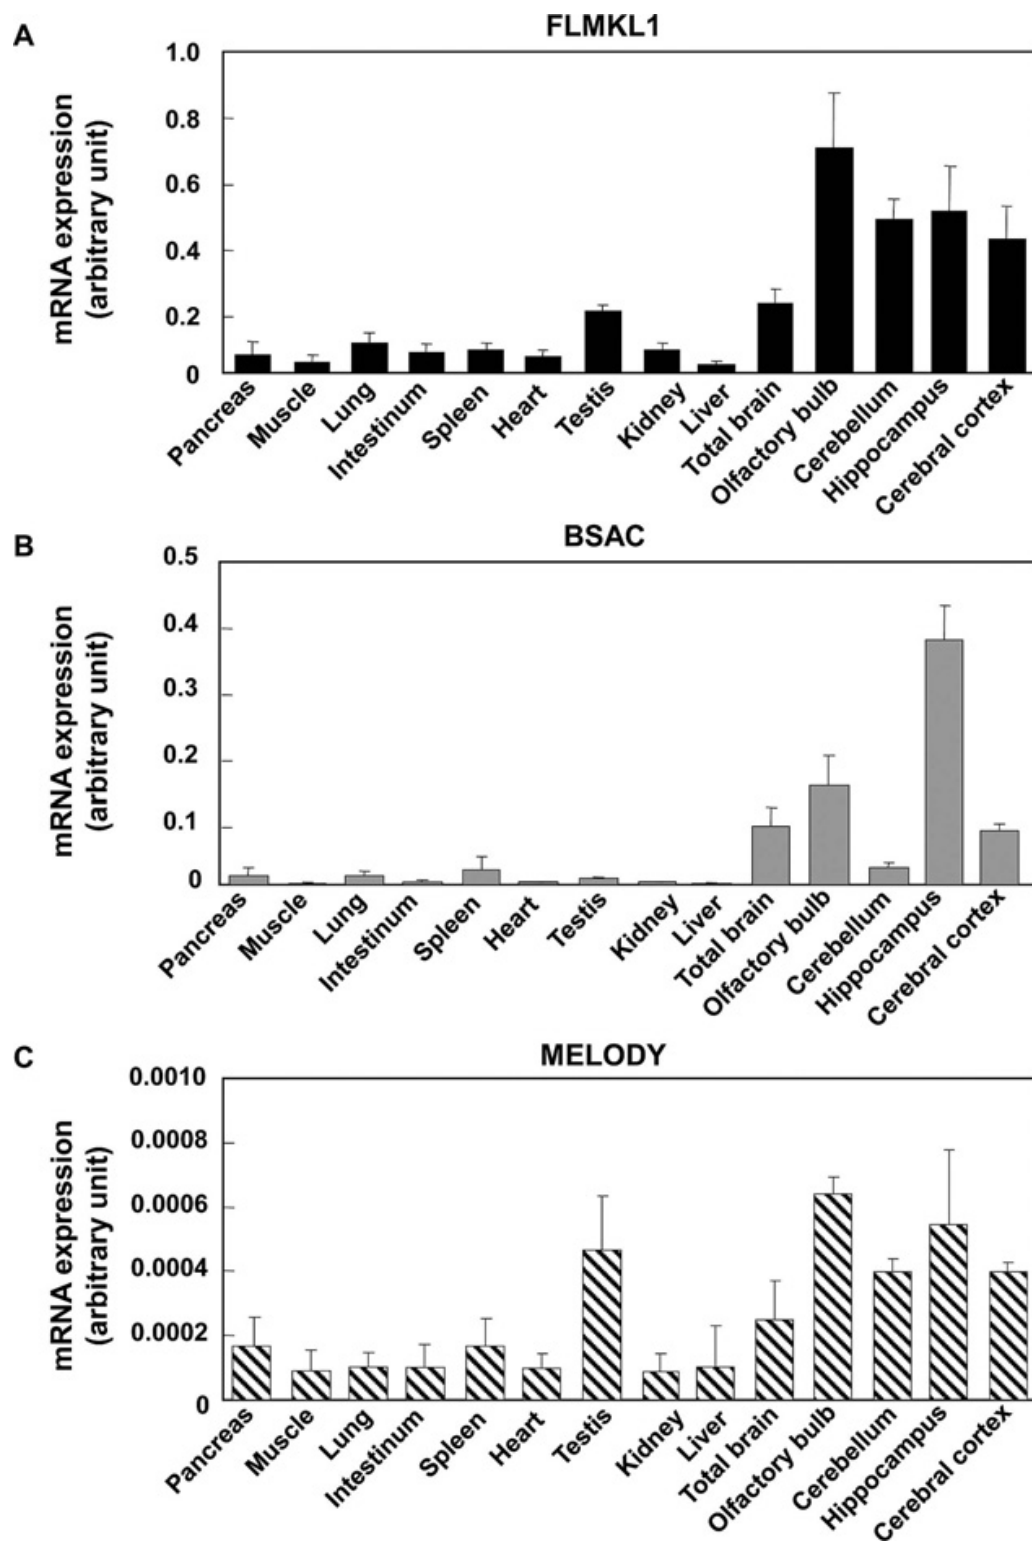 A
FLMKL1
mRNA expression
(arbitrary unit)
1.0
0.8
0.6
0.4
0.2
0
Pancreas
Muscle
Lung
Intestinum
Spleen
Heart
Testis
Kidney
Liver
Total brain
Olfactory bulb
Cerebellum
Hippocampus
Cerebral cortex
B
BSAC
mRNA expression
(arbitrary unit)
0.5
0.4
0.3
0.2
0.1
0
Pancreas
Muscle
Lung
Intestinum
Spleen
Heart
Testis
Kidney
Liver
Total brain
Olfactory bulb
Cerebellum
Hippocampus
Cerebral cortex
C
MELODY
mRNA expression
(arbitrary unit)
0.0010
0.0008
0.0006
0.0004
0.0002
0
Pancreas
Muscle
Lung
Intestinum
Spleen
Heart
Testis
Kidney
Liver
Total brain
Olfactory bulb
Cerebellum
Hippocampus
Cerebral cortex